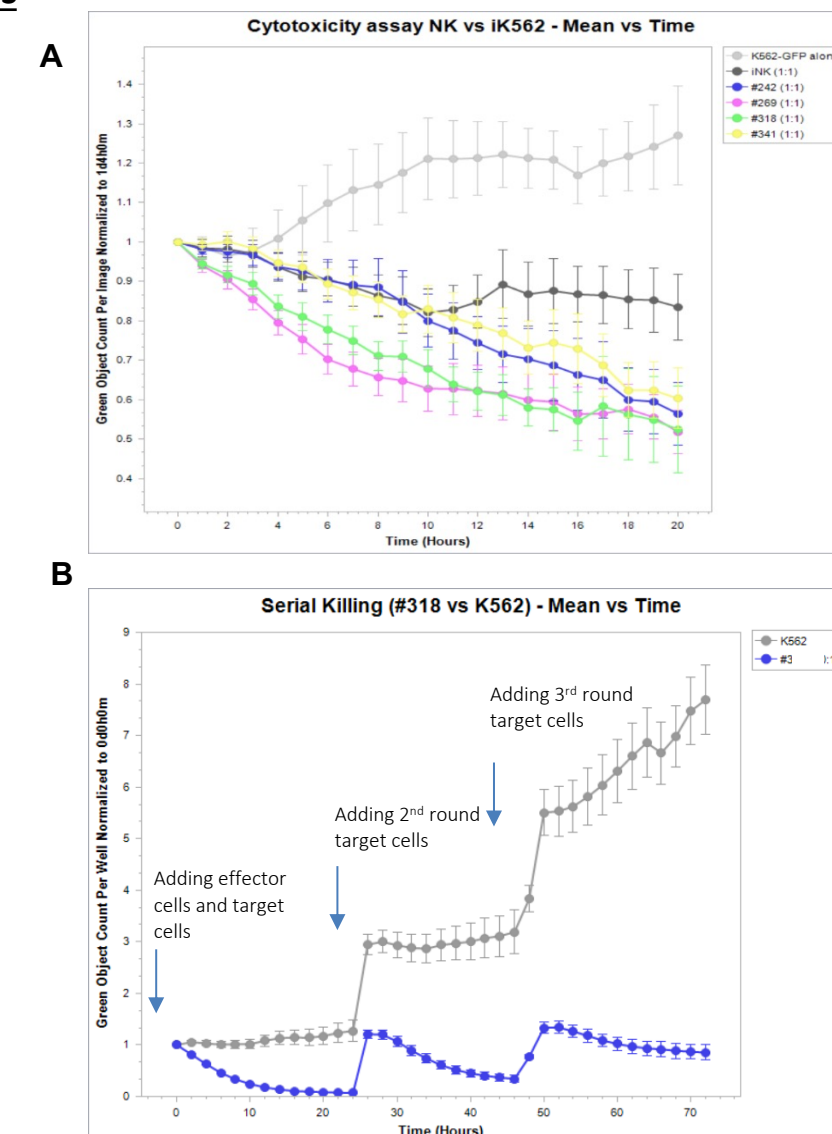 A
Cytotoxicity assay NK vs iK562 - Mean vs Time
Green Object Count Per Image Normalized to 1d4h0m
1.4
1.3
1.2
1.1
1
0.9
0.8
0.7
0.6
0.5
0.4
0 2 4 6 8 10 12 14 16 18 20
Time (Hours)
K562-GFP alon
iNK (1:1)
#242 (1:1)
#269 (1:1)
#318 (1:1)
#341 (1:1)
B
Serial Killing (#318 vs K562) - Mean vs Time
Green Object Count Per Well Normalized to 0d0h0m
9
8
7
6
5
4
3
2
1
0
0 10 20 30 40 50 60 70
Time (Hours)
Adding effector
cells and target
cells
Adding 2nd round
target cells
Adding 3rd round
target cells
K562
#3